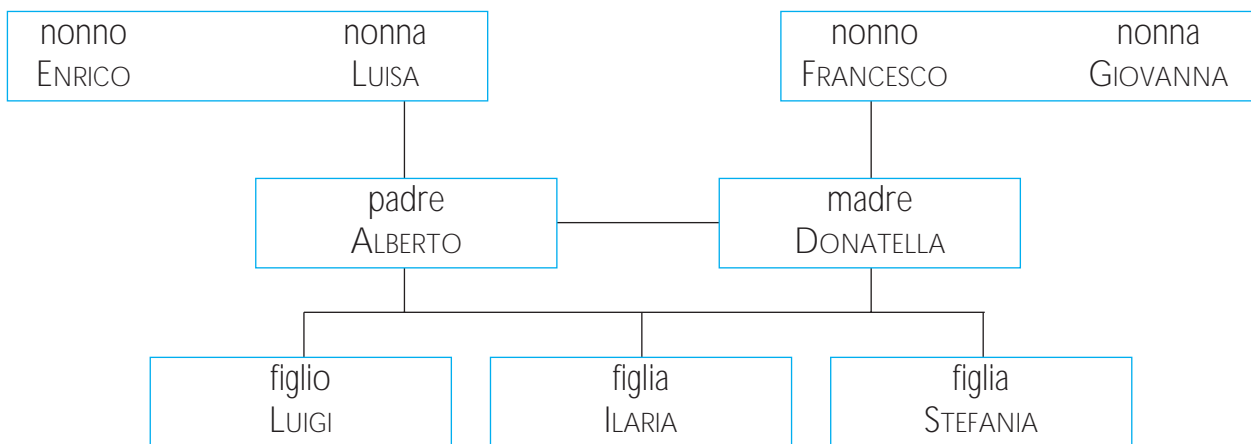 nonno nonna
ENRICO LUISA
nonno nonna
FRANCESCO GIOVANNA
padre
ALBERTO
madre
DONATELLA
figlio
LUIGI
figlia
ILARIA
figlia
STEFANIA